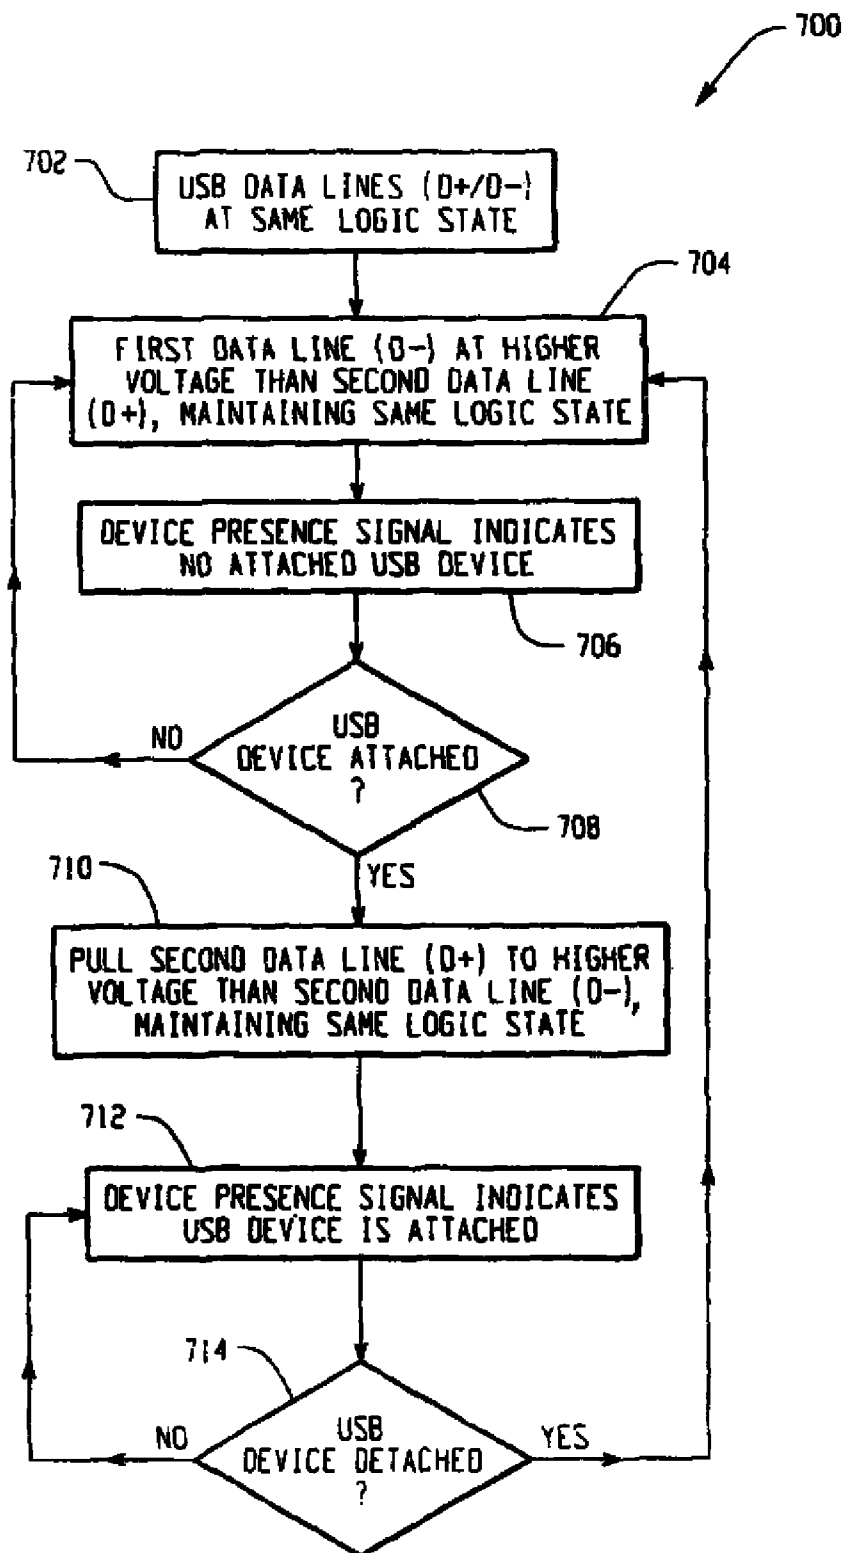 700
702
USB DATA LINES (D+/D-)
AT SAME LOGIC STATE
704
FIRST DATA LINE (D-) AT HIGHER
VOLTAGE THAN SECOND DATA LINE
(D+), MAINTAINING SAME LOGIC STATE
DEVICE PRESENCE SIGNAL INDICATES
NO ATTACHED USB DEVICE
706
USB
DEVICE ATTACHED
?
NO
708
YES
710
PULL SECOND DATA LINE (D+) TO HIGHER
VOLTAGE THAN SECOND DATA LINE (D-),
MAINTAINING SAME LOGIC STATE
712
DEVICE PRESENCE SIGNAL INDICATES
USB DEVICE IS ATTACHED
714
USB
DEVICE DETACHED
?
NO
YES